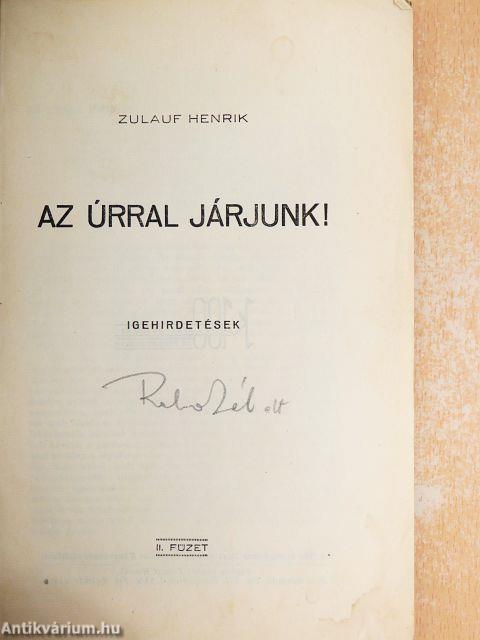 ZULAUF HENRIK
AZ ÚRRAL JÁRJUNK!
IGEHIRDETÉSEK
II. FÜZET
Antikvárium.hu